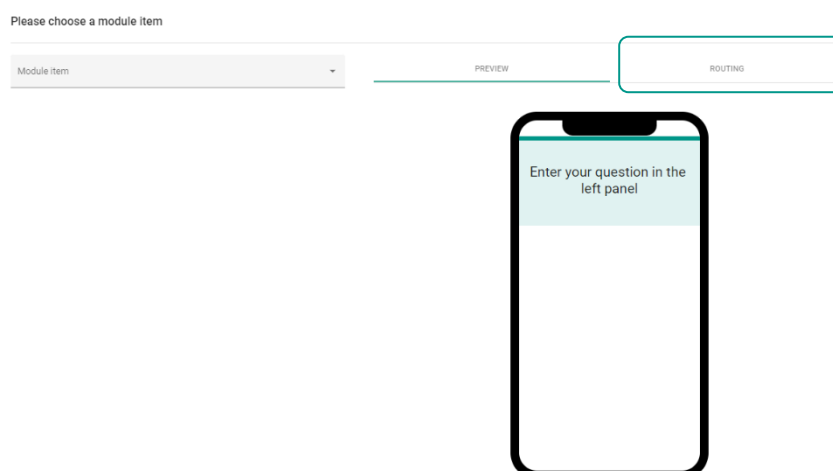 Please choose a module item
Module item
PREVIEW
ROUTING
Enter your question in the
left panel